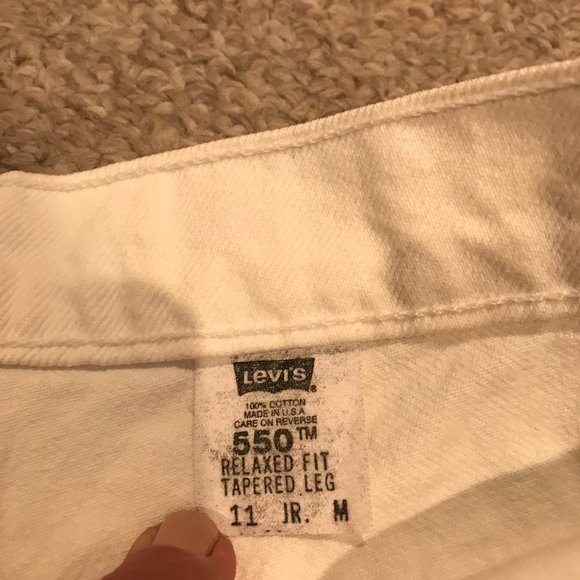 Levi's
100% COTTON
MADE IN U.S.A
CARE ON REVERSE
550™
RELAXED FIT
TAPERED LEG
11 JR. M